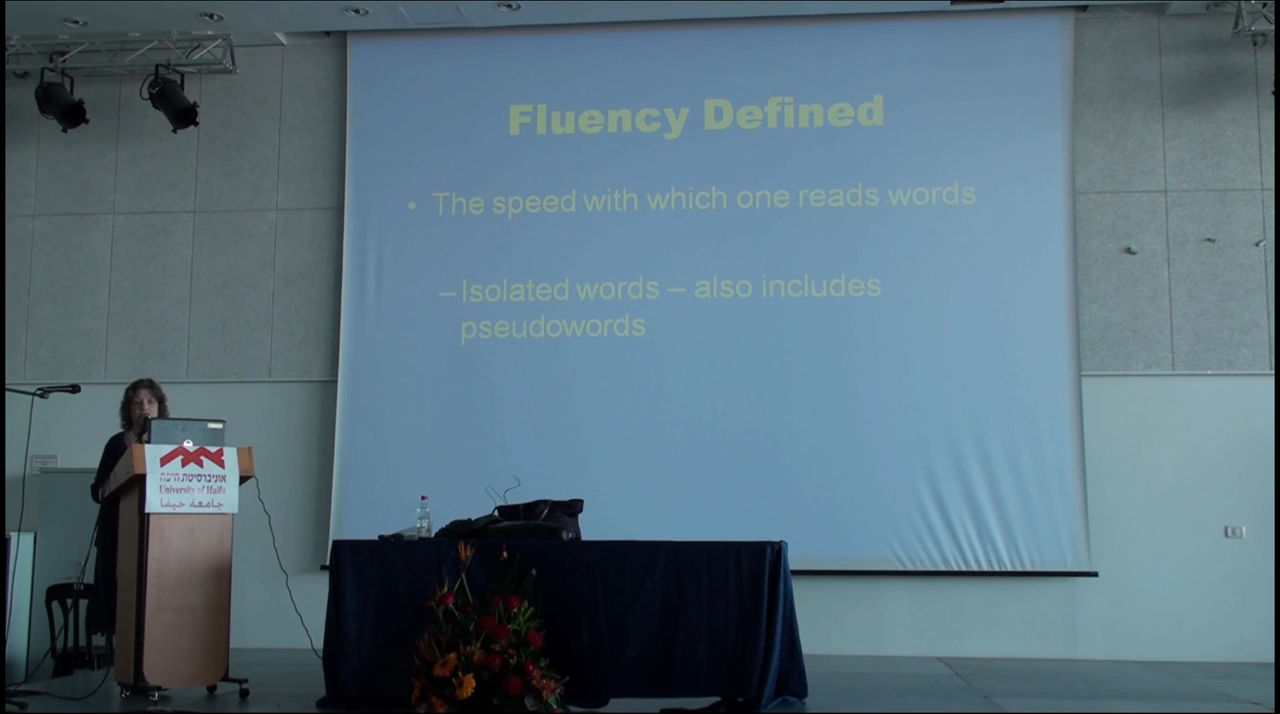 Fluency Defined
• The speed with which one reads words
– Isolated words – also includes
pseudowords
אוניברסיטת חיפה
University of Haifa
جامعة حيفا